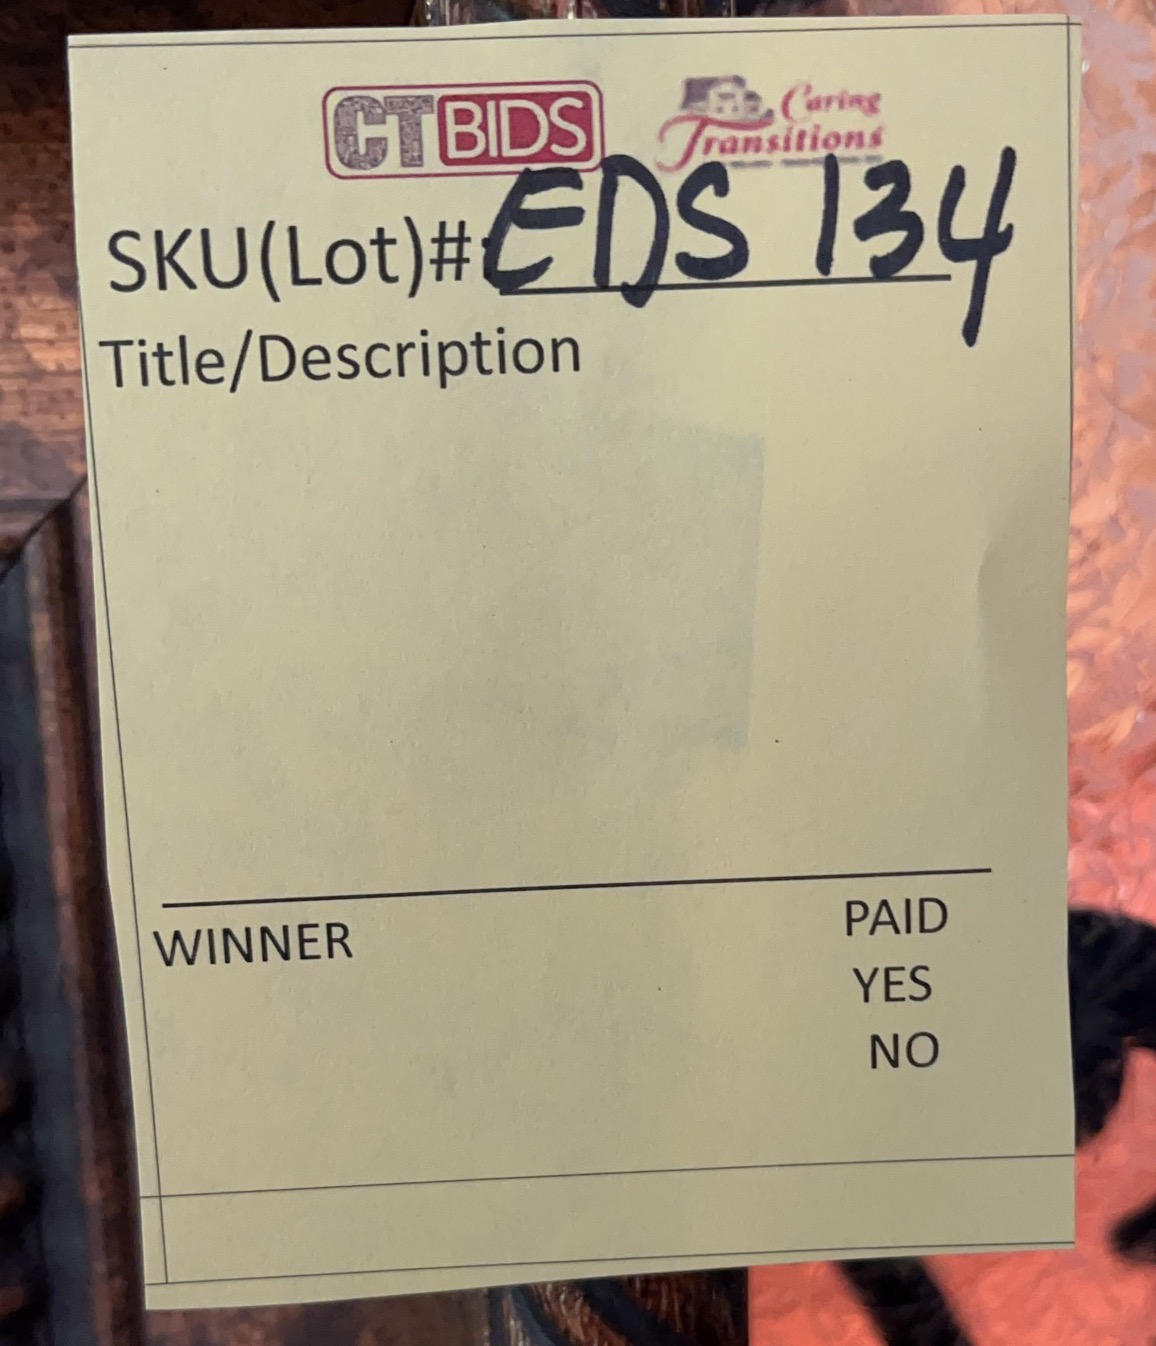 CTBIDS
Caring
Transitions
SKU(Lot)# EDS 134
Title/Description
WINNER
PAID
YES
NO